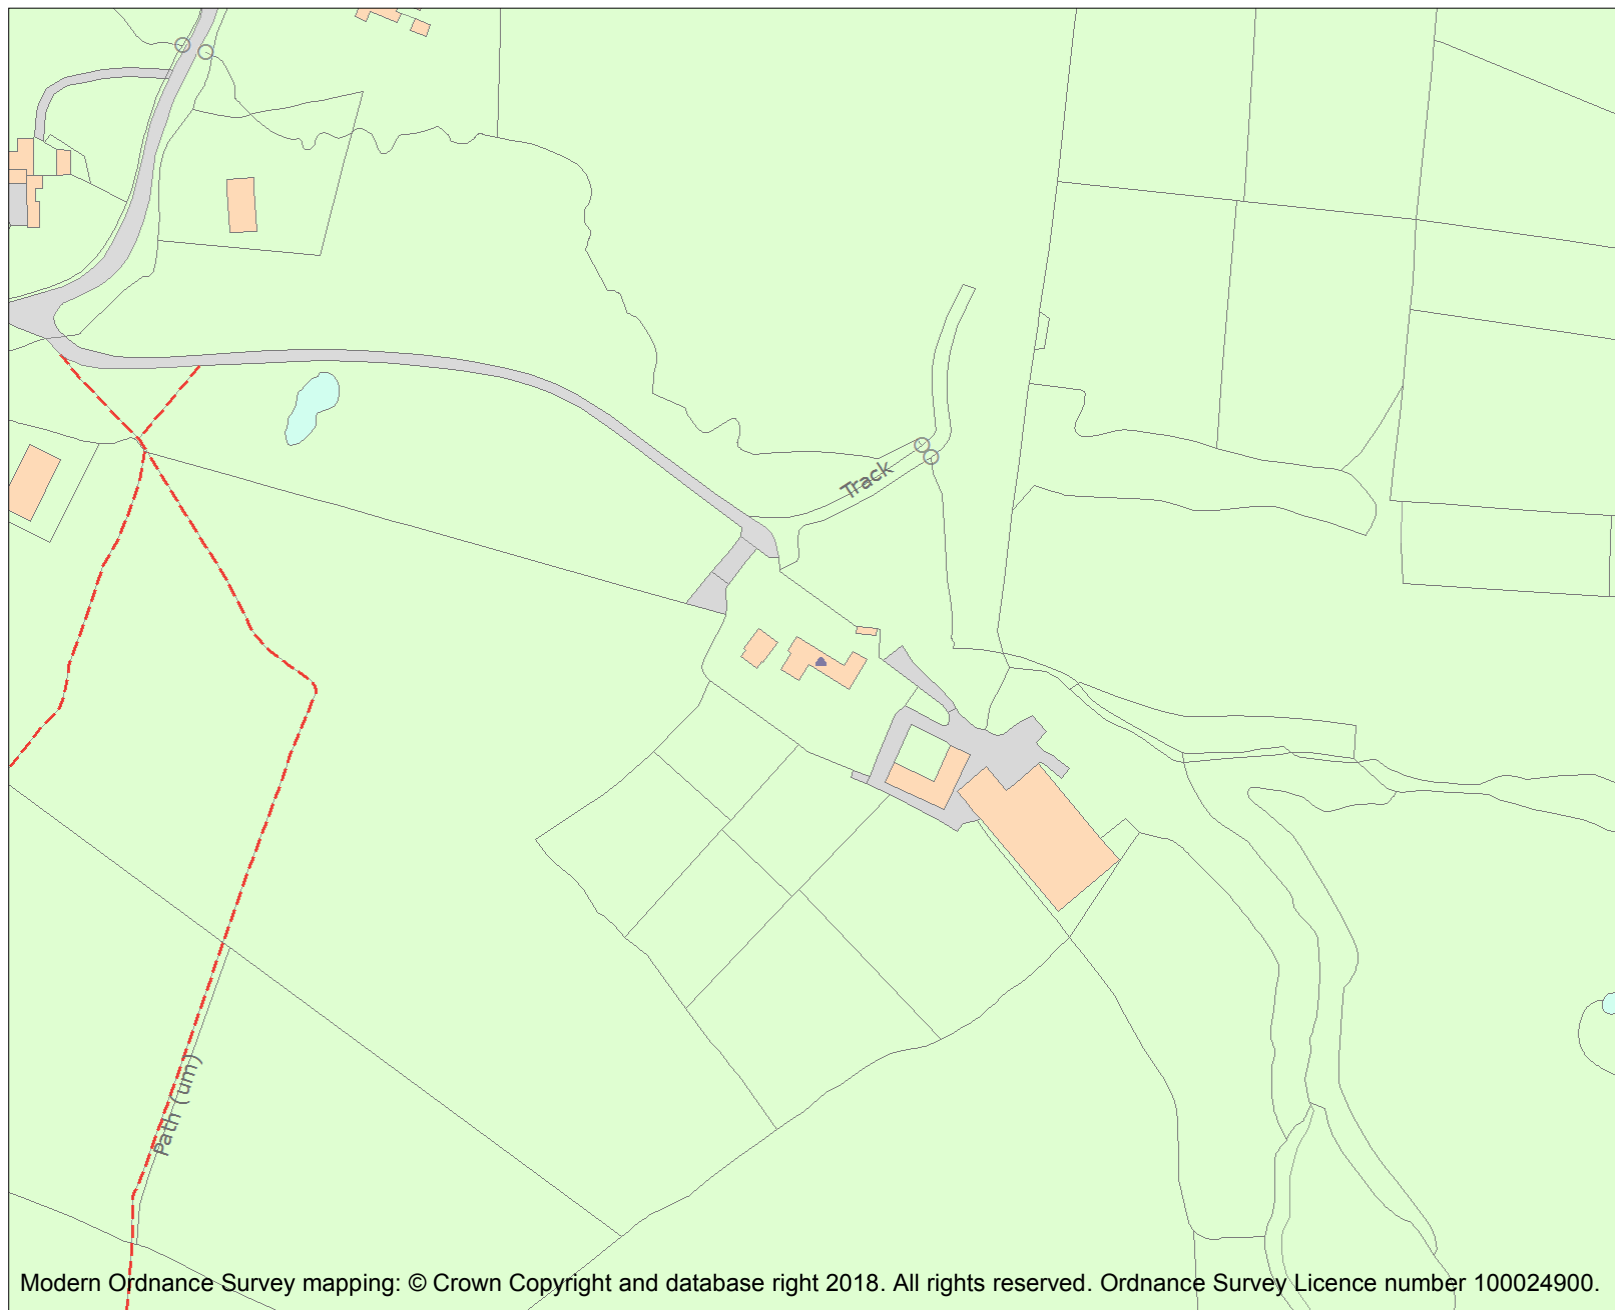 Track
Path (um)
Modern Ordnance Survey mapping: © Crown Copyright and database right 2018. All rights reserved. Ordnance Survey Licence number 100024900.